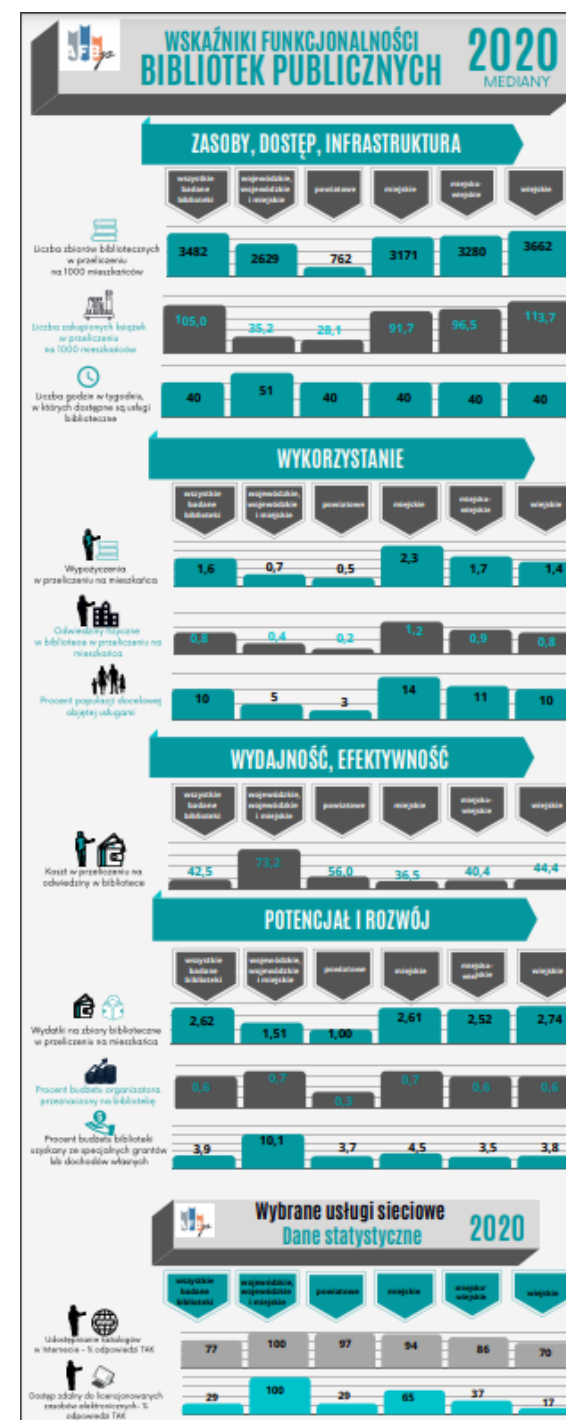 AFBP
WSKAŹNIKI FUNKCJONALNOŚCI
BIBLIOTEK PUBLICZNYCH
2020
MEDIANY
ZASOBY, DOSTĘP, INFRASTRUKTURA
wszystkie badane biblioteki
wojewódzkie, wojewódzkie i miejskie
powiatowe
miejskie
miejsko-wiejskie
wiejskie
Liczba zbiorów bibliotecznych
w przeliczeniu
na 1000 mieszkańców
3482 2629 762 3171 3280 3662
Liczba zakupionych książek
w przeliczeniu
na 1000 mieszkańców
105,0 35,2 28,1 91,7 96,5 113,7
Liczba godzin w tygodniu,
w których dostępne są usługi
biblioteczne
40 51 40 40 40 40
WYKORZYSTANIE
wszystkie badane biblioteki
wojewódzkie, wojewódzkie i miejskie
powiatowe
miejskie
miejsko-wiejskie
wiejskie
Wypożyczenia
w przeliczeniu na mieszkańca
1,6 0,7 0,5 2,3 1,7 1,4
Odwiedziny fizyczne
w bibliotece w przeliczeniu na
mieszkańca
0,8 0,4 0,2 1,2 0,9 0,8
Procent populacji docelowej
objętej usługami
10 5 3 14 11 10
WYDAJNOŚĆ, EFEKTYWNOŚĆ
wszystkie badane biblioteki
wojewódzkie, wojewódzkie i miejskie
powiatowe
miejskie
miejsko-wiejskie
wiejskie
Koszt w przeliczeniu na
odwiedziny w bibliotece
42,5 73,2 56,0 36,5 40,4 44,4
POTENCJAŁ I ROZWÓJ
wszystkie badane biblioteki
wojewódzkie, wojewódzkie i miejskie
powiatowe
miejskie
miejsko-wiejskie
wiejskie
Wydatki na zbiory biblioteczne
w przeliczeniu na mieszkańca
2,62 1,51 1,00 2,61 2,52 2,74
Procent budżetu organizatora
przeznaczony na bibliotekę
0,6 0,7 0,3 0,7 0,6 0,6
Procent budżetu biblioteki
uzyskany ze specjalnych grantów
lub dochodów własnych
3,9 10,1 3,7 4,5 3,5 3,8
Wybrane usługi sieciowe
Dane statystyczne
2020
wszystkie badane biblioteki
wojewódzkie, wojewódzkie i miejskie
powiatowe
miejskie
miejsko-wiejskie
wiejskie
Udostępnianie katalogów
w Internecie - % odpowiedzi TAK
77 100 97 94 86 70
Dostęp zdalny do licencjonowanych
zasobów elektronicznych- %
odpowiedzi TAK
29 100 29 65 37 17